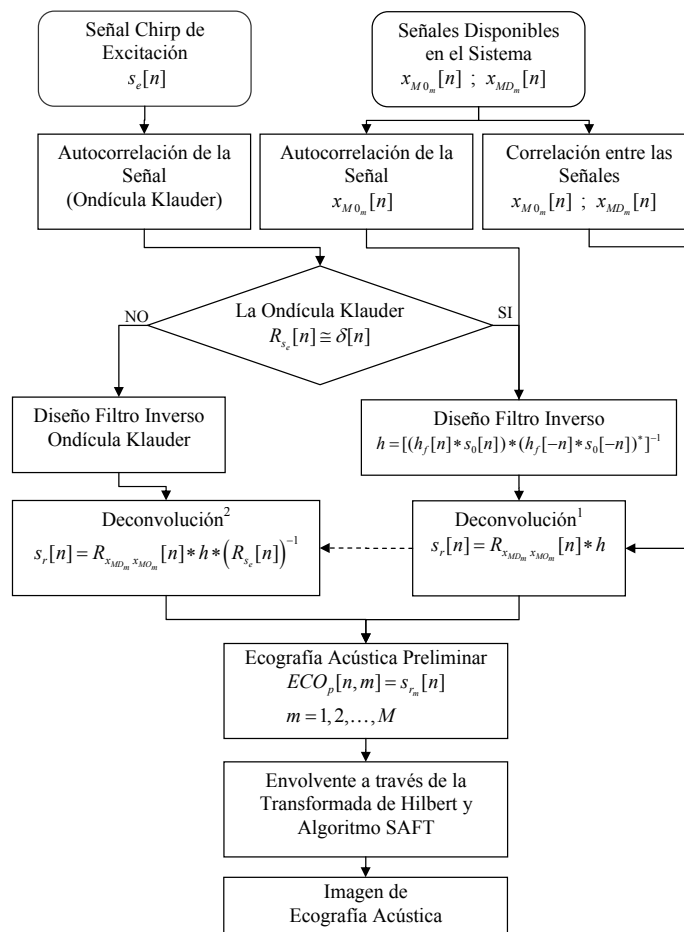 Señal Chirp de
Excitación
s_e[n]
Señales Disponibles
en el Sistema
x_{M0_m}[n] ; x_{MD_m}[n]
Autocorrelación de la
Señal
(Ondícula Klauder)
Autocorrelación de la
Señal
x_{M0_m}[n]
Correlación entre las
Señales
x_{M0_m}[n] ; x_{MD_m}[n]
La Ondícula Klauder
R_{s_e}[n] ≅ δ[n]
NO
SI
Diseño Filtro Inverso
Ondícula Klauder
Diseño Filtro Inverso
h = [(h_f[n]*s_0[n])*(h_f[-n]*s_0[-n])^*]^{-1}
Deconvolución^2
s_r[n] = R_{x_{MD_m} x_{MO_m}}[n]*h*(R_{s_e}[n])^{-1}
Deconvolución^1
s_r[n] = R_{x_{MD_m} x_{MO_m}}[n]*h
Ecografía Acústica Preliminar
ECO_p[n,m] = s_{r_m}[n]
m = 1, 2, …, M
Envolvente a través de la
Transformada de Hilbert y
Algoritmo SAFT
Imagen de
Ecografía Acústica